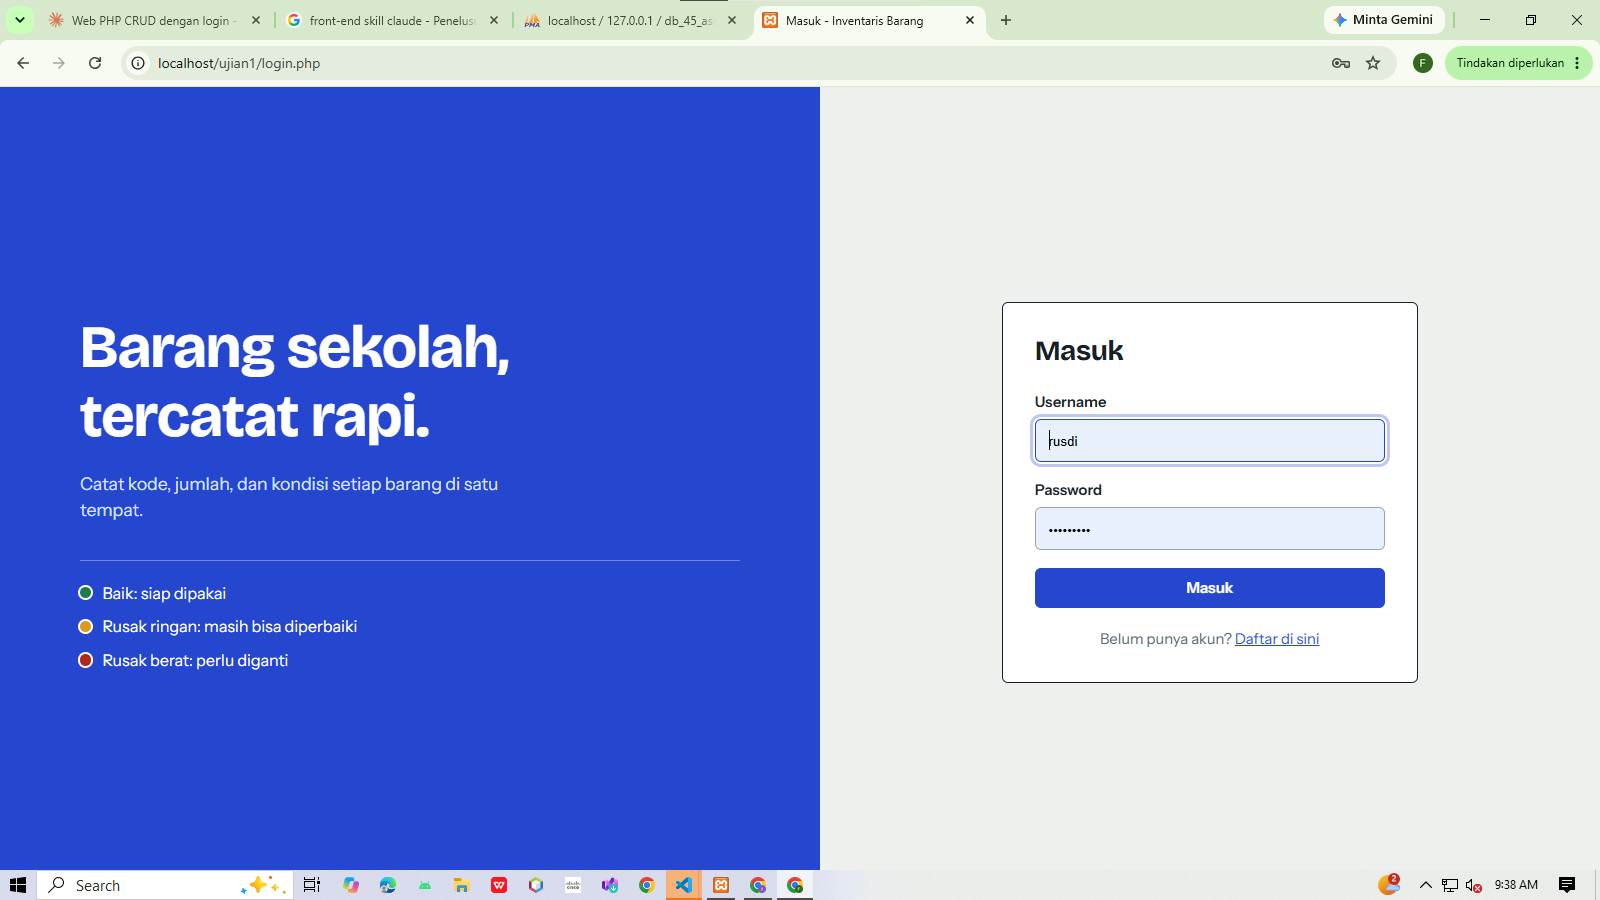 Web PHP CRUD dengan login -
front-end skill claude - Penelusu
localhost / 127.0.0.1 / db_45_as
Masuk - Inventaris Barang
Minta Gemini
localhost/ujian1/login.php
F
Tindakan diperlukan
Barang sekolah,
tercatat rapi.
Catat kode, jumlah, dan kondisi setiap barang di satu
tempat.
Baik: siap dipakai
Rusak ringan: masih bisa diperbaiki
Rusak berat: perlu diganti
Masuk
Username
rusdi
Password
•••••••••
Masuk
Belum punya akun? Daftar di sini
Search
2
9:38 AM